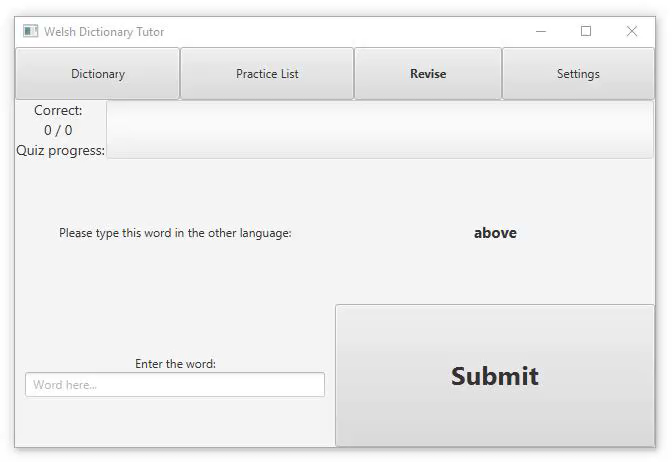 Welsh Dictionary Tutor
Dictionary
Practice List
Revise
Settings
Correct:
0 / 0
Quiz progress:
Please type this word in the other language:
above
Enter the word:
Word here...
Submit